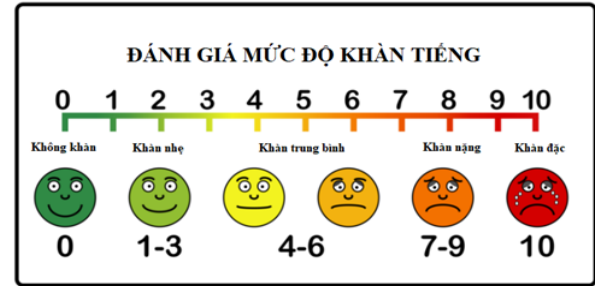 ĐÁNH GIÁ MỨC ĐỘ KHÀN TIẾNG
0 1 2 3 4 5 6 7 8 9 10
Không khàn Khàn nhẹ Khàn trung bình Khàn nặng Khàn đặc
0 1-3 4-6 7-9 10